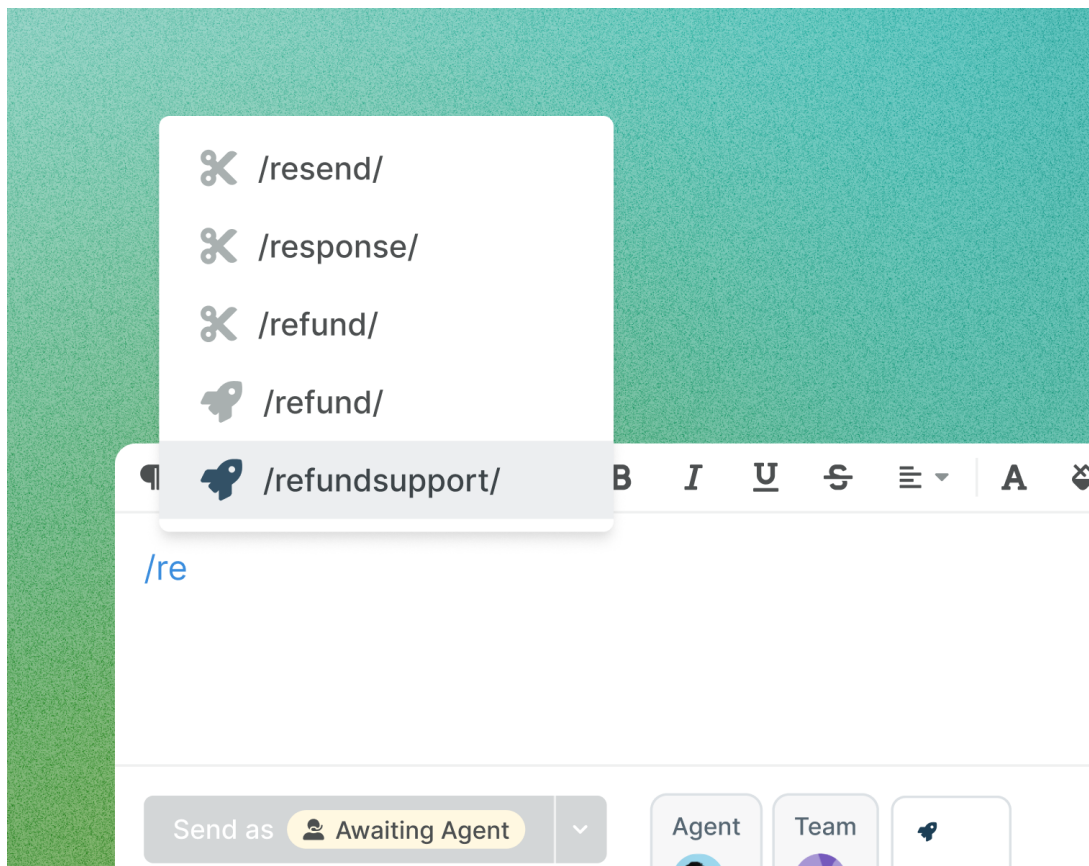 /resend/
/response/
/refund/
/refund/
/refundsupport/
B I U S A
/re
Send as Awaiting Agent
Agent Team